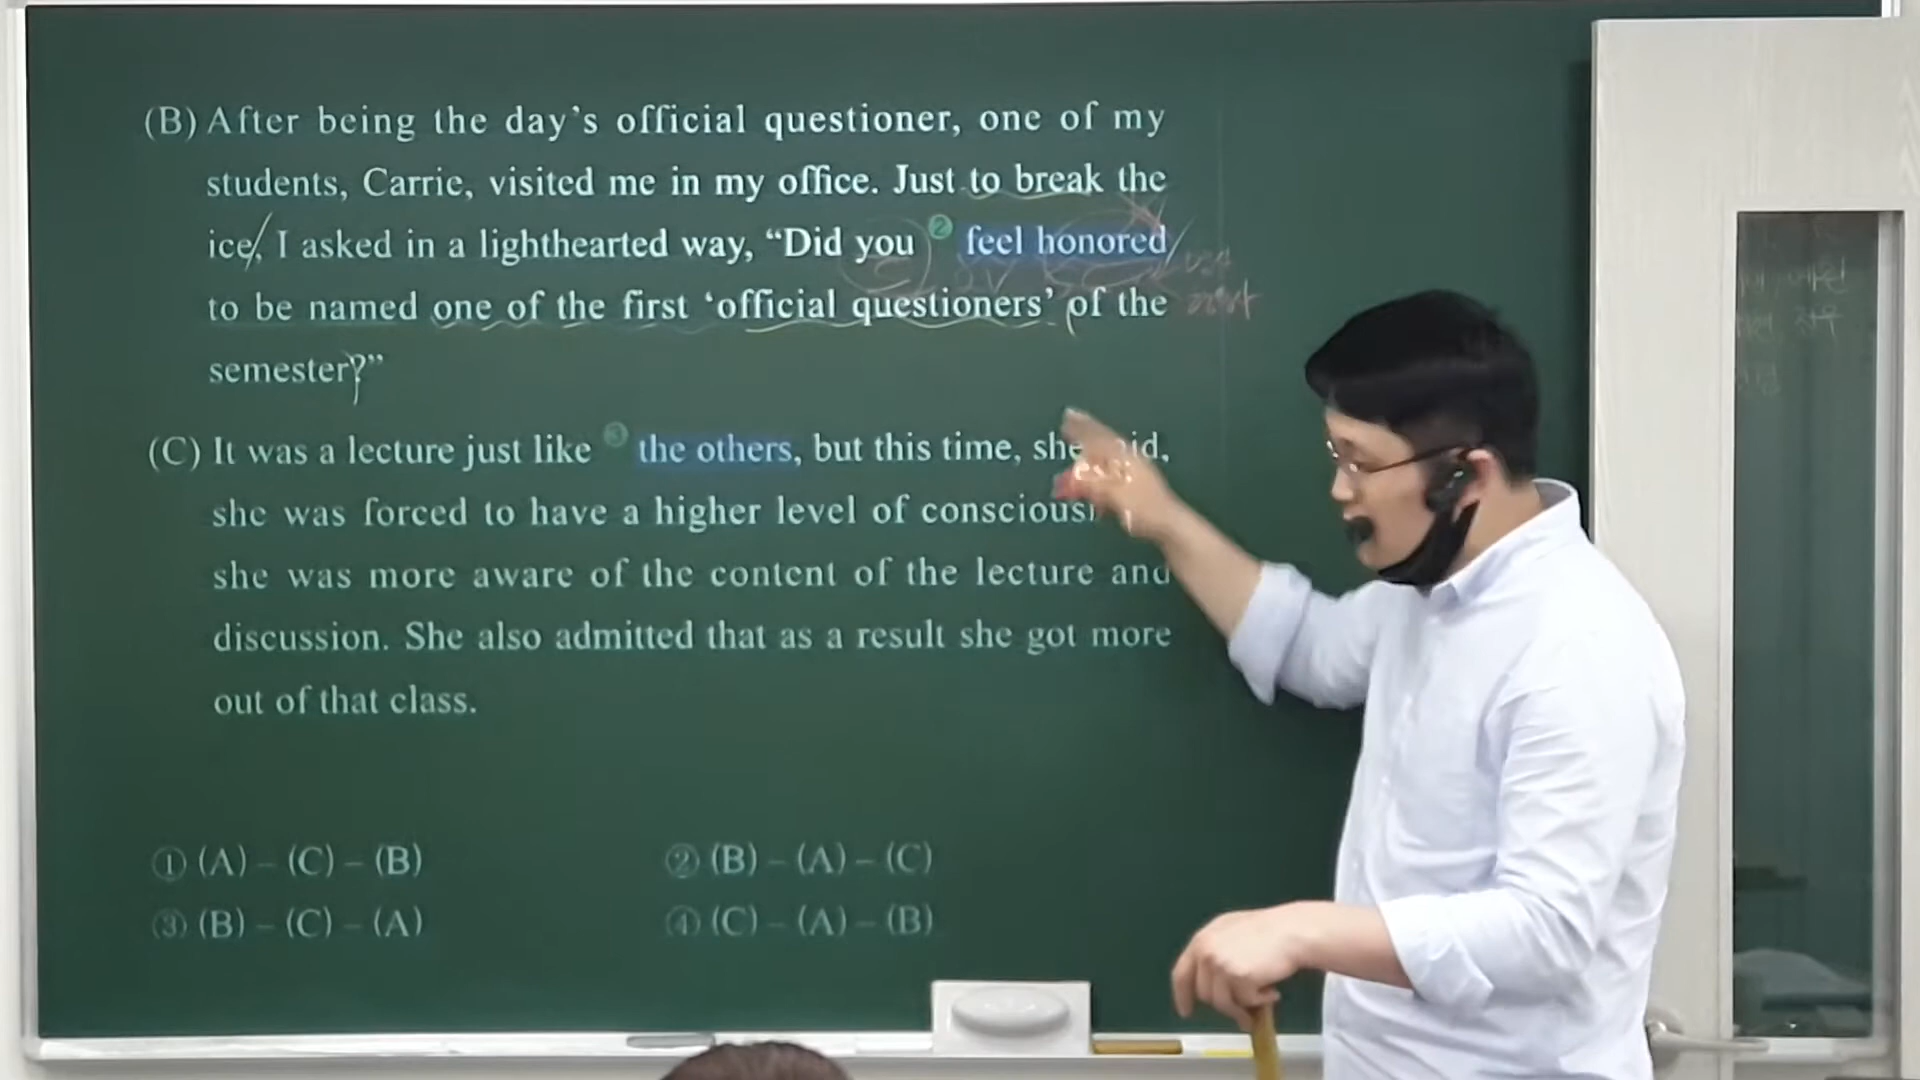 (B) After being the day's official questioner, one of my
students, Carrie, visited me in my office. Just to break the
ice, I asked in a lighthearted way, “Did you ② feel honored
to be named one of the first ‘official questioners’ of the
semester?”
(C) It was a lecture just like ③ the others, but this time, she
she was forced to have a higher level of
she was more aware of the content of the lecture and
discussion. She also admitted that as a result she got more
out of that class.
① (A) – (C) – (B)
② (B) – (A) – (C)
③ (B) – (C) – (A)
④ (C) – (A) – (B)